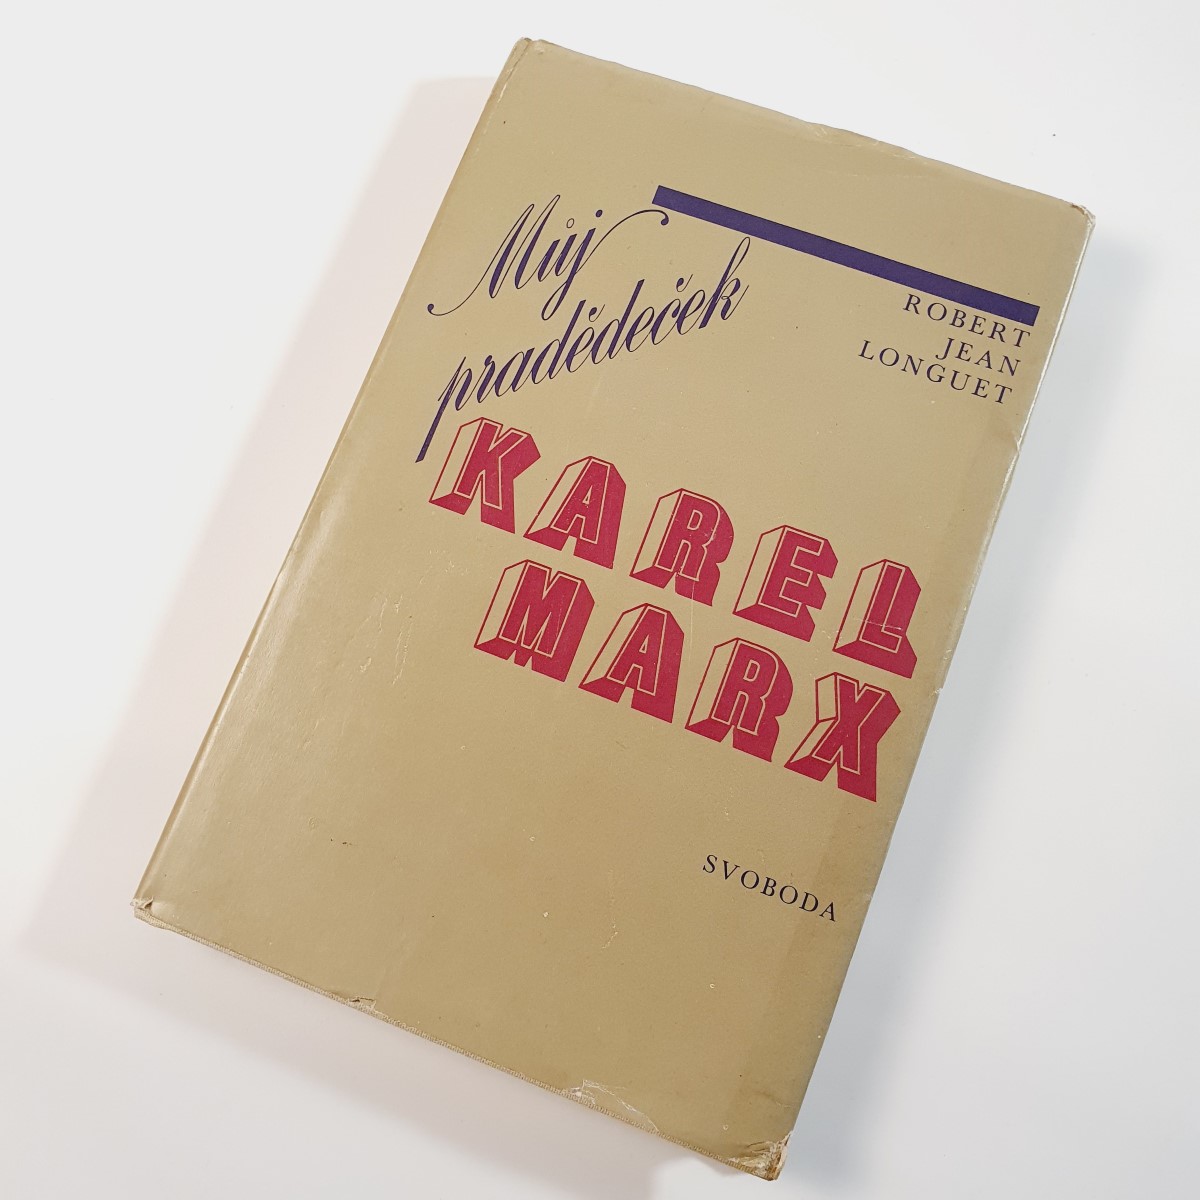 Můj
pradědeček
KAREL
MARX
ROBERT
JEAN
LONGUET
SVOBODA